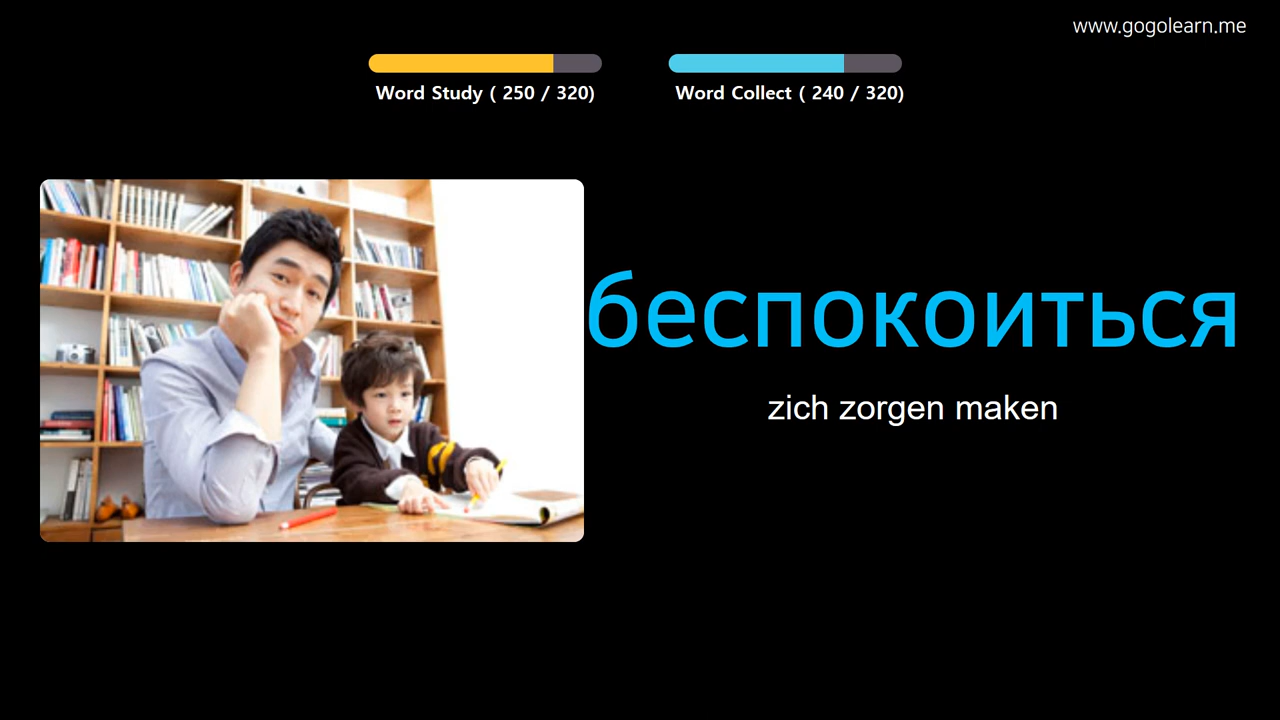 www.gogolearn.me
Word Study ( 250 / 320)
Word Collect ( 240 / 320)
беспокоиться
zich zorgen maken